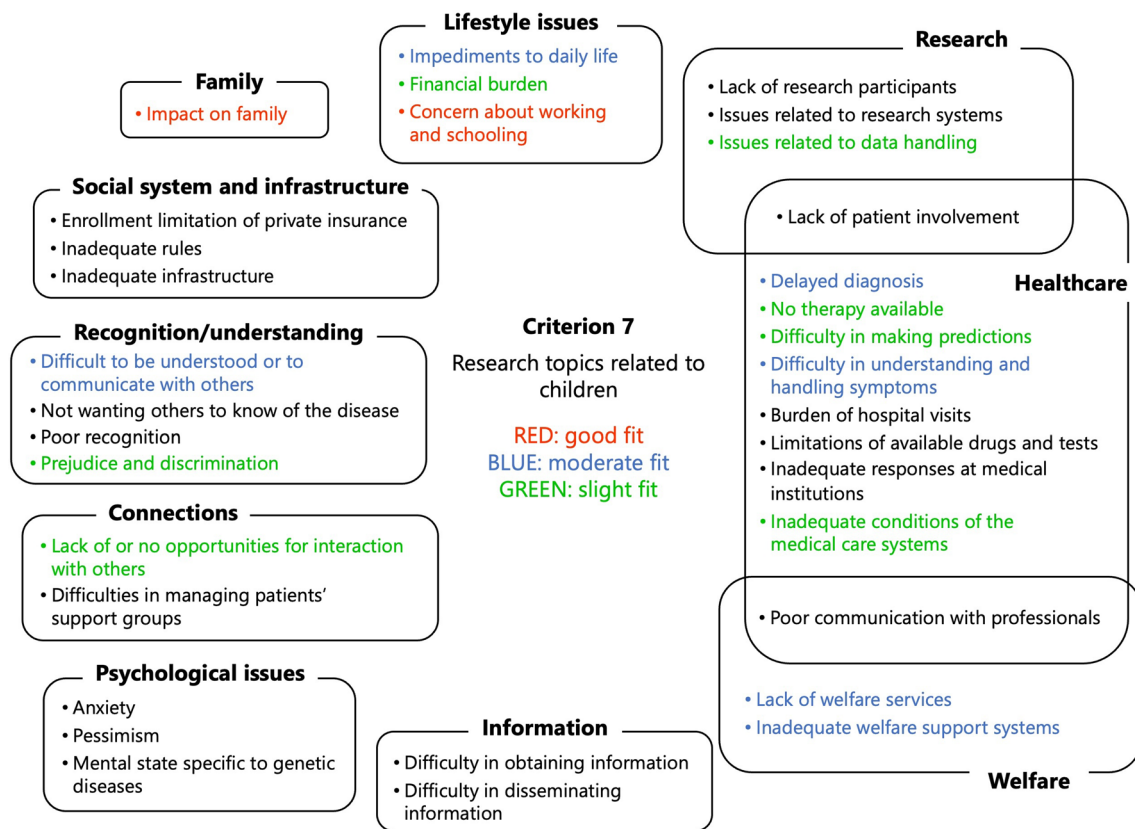 Lifestyle issues
• Impediments to daily life
• Financial burden
• Concern about working
and schooling
Family
• Impact on family
Research
• Lack of research participants
• Issues related to research systems
• Issues related to data handling
Social system and infrastructure
• Enrollment limitation of private insurance
• Inadequate rules
• Inadequate infrastructure
• Lack of patient involvement
Healthcare
• Delayed diagnosis
• No therapy available
• Difficulty in making predictions
• Difficulty in understanding and
handling symptoms
• Burden of hospital visits
• Limitations of available drugs and tests
• Inadequate responses at medical
institutions
• Inadequate conditions of the
medical care systems
Recognition/understanding
• Difficult to be understood or to
communicate with others
• Not wanting others to know of the disease
• Poor recognition
• Prejudice and discrimination
Criterion 7
Research topics related to
children
RED: good fit
BLUE: moderate fit
GREEN: slight fit
Connections
• Lack of or no opportunities for interaction
with others
• Difficulties in managing patients’
support groups
• Poor communication with professionals
Psychological issues
• Anxiety
• Pessimism
• Mental state specific to genetic
diseases
Information
• Difficulty in obtaining information
• Difficulty in disseminating
information
• Lack of welfare services
• Inadequate welfare support systems
Welfare